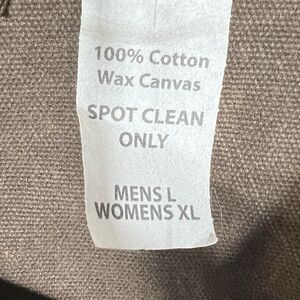 100% Cotton
Wax Canvas
SPOT CLEAN
ONLY
MENS L
WOMENS XL